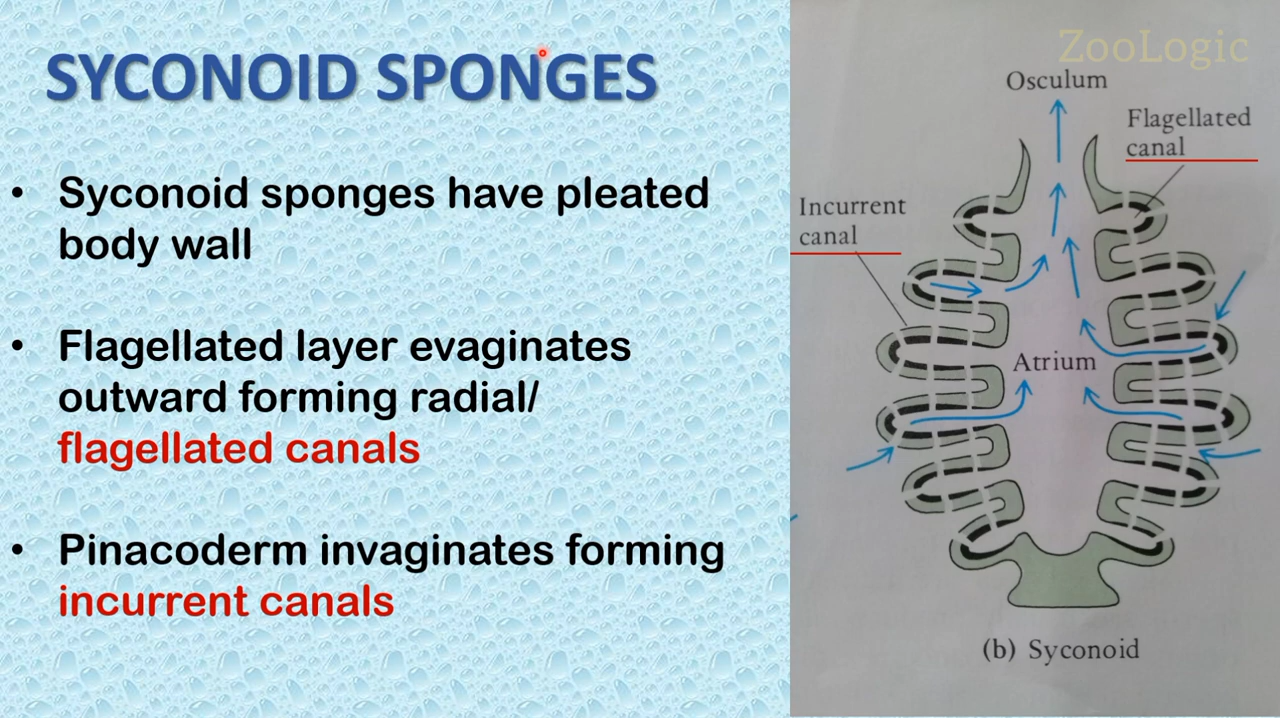 SYCONOID SPONGES
• Syconoid sponges have pleated
body wall
• Flagellated layer evaginates
outward forming radial/
flagellated canals
• Pinacoderm invaginates forming
incurrent canals
ZooLogic
Osculum
Flagellated
canal
Incurrent
canal
Atrium
(b) Syconoid